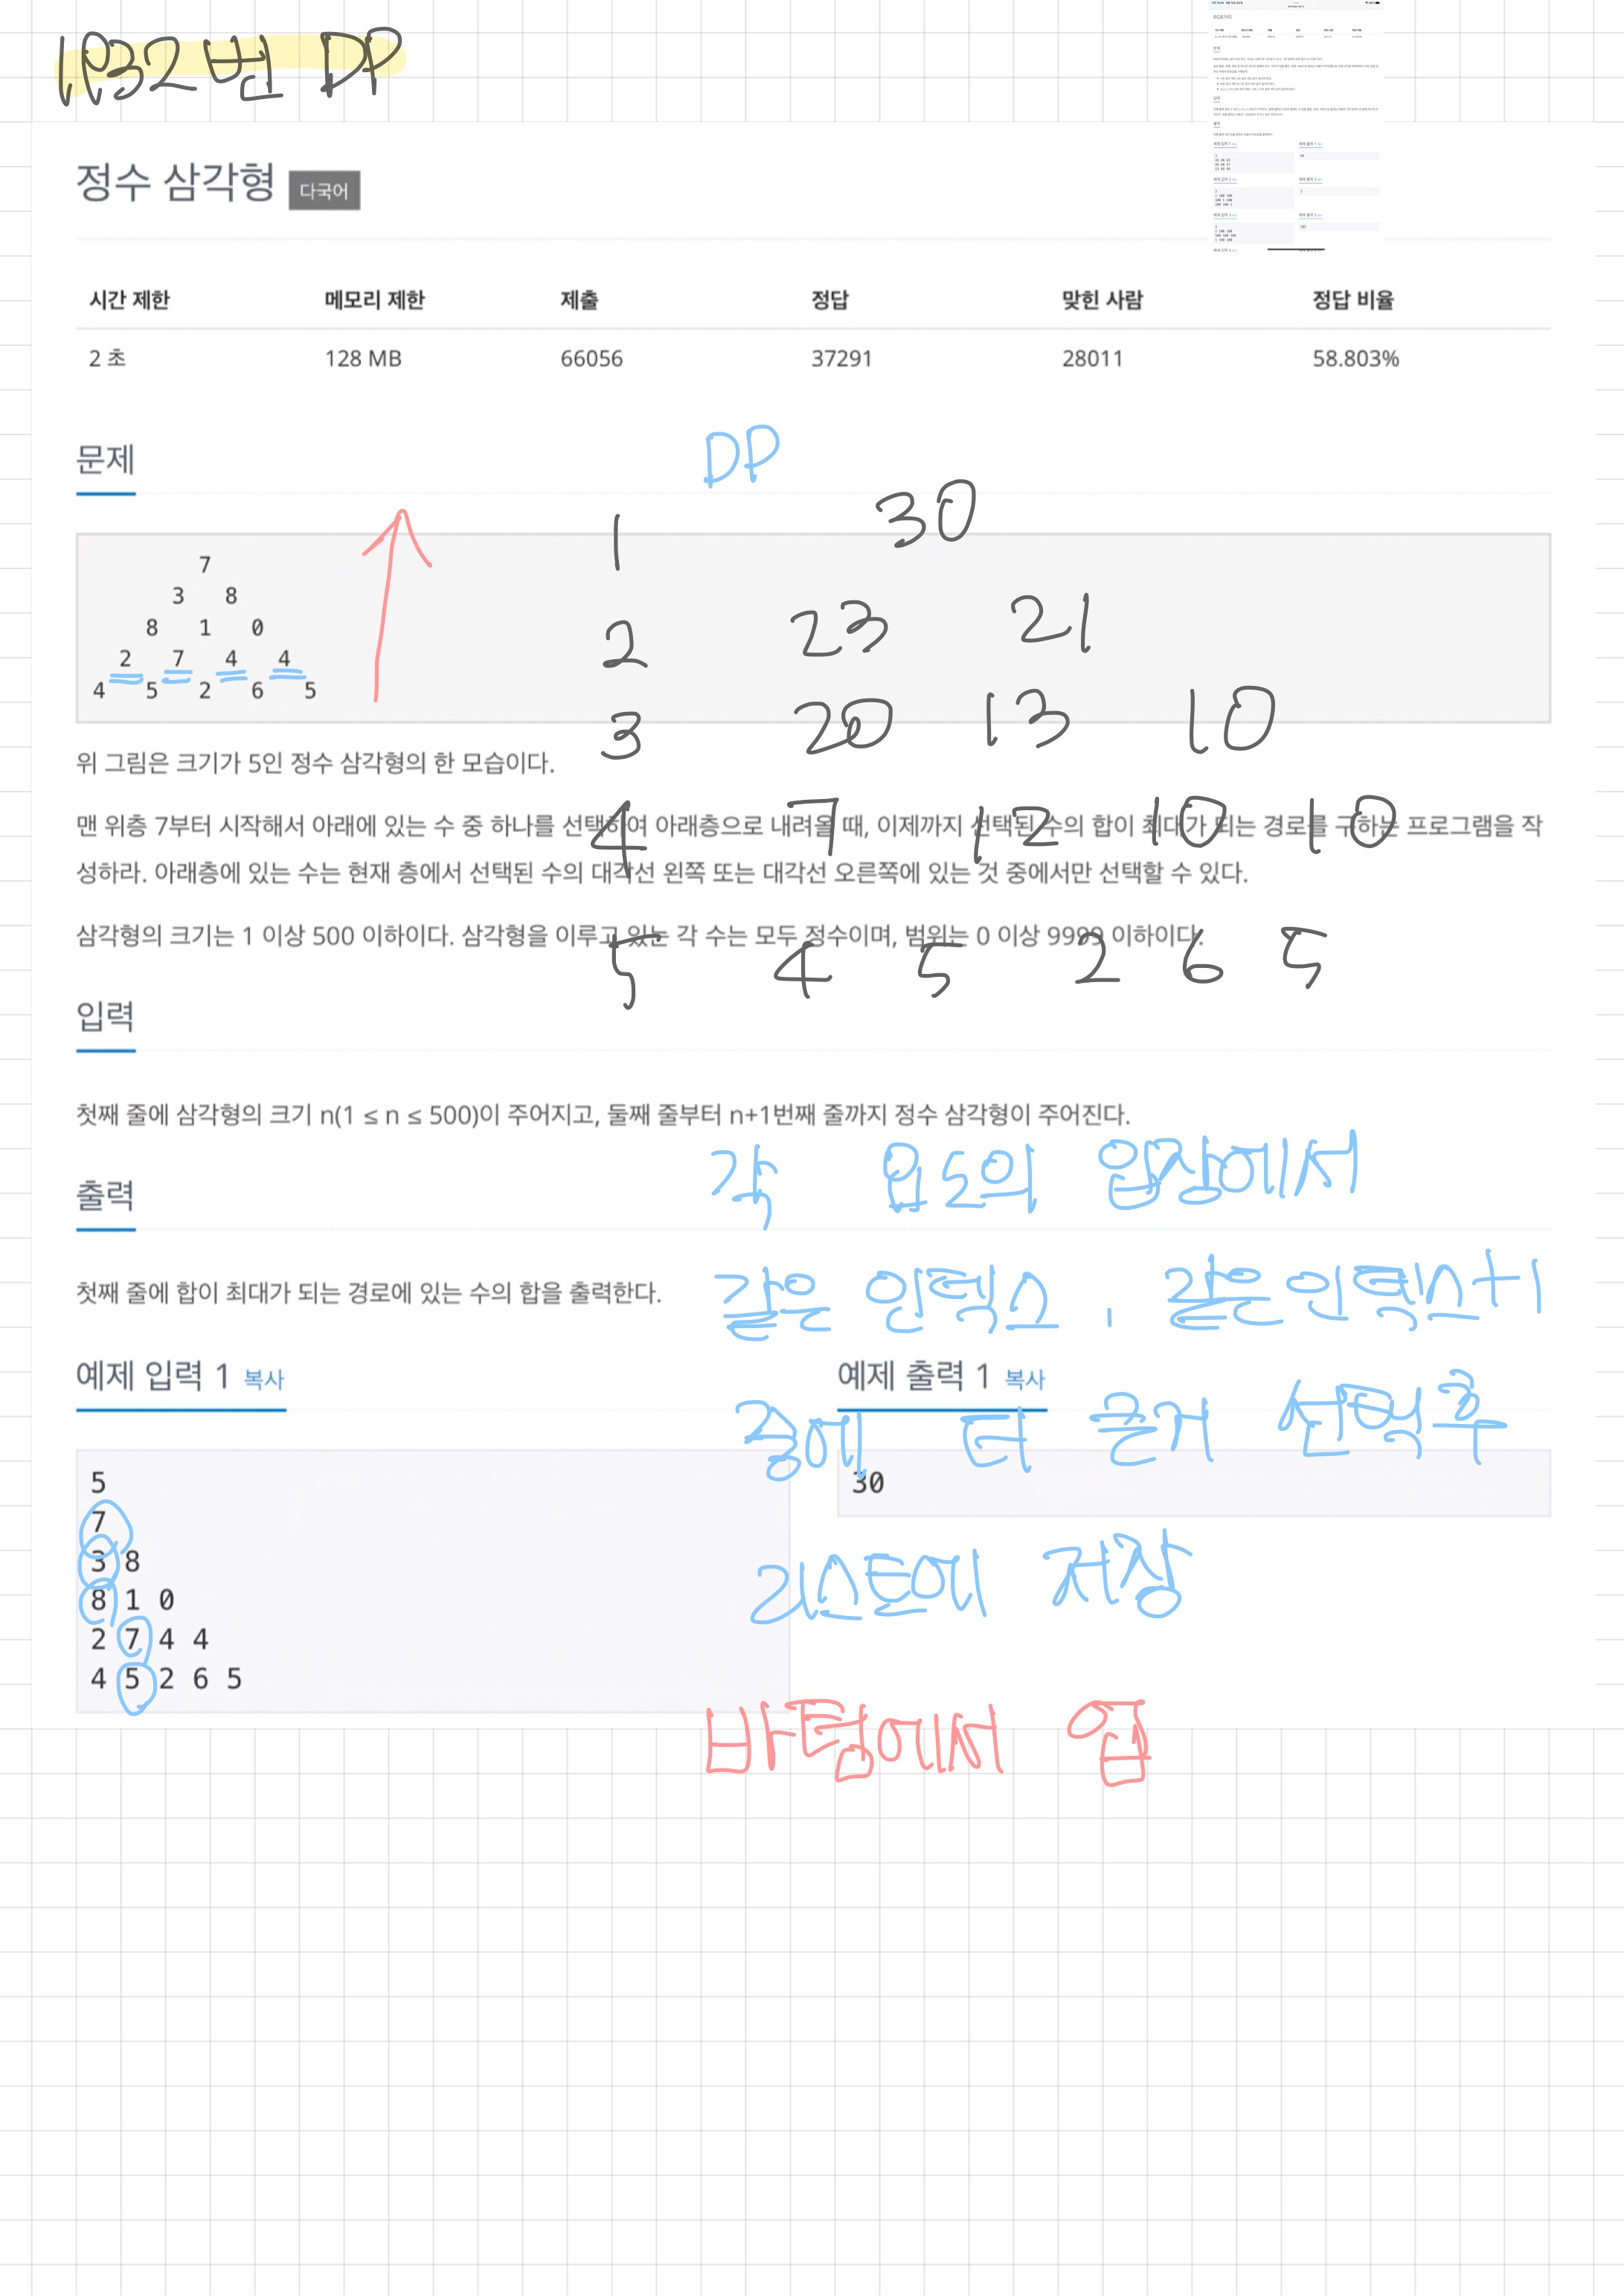 1932번 DP
정수 삼각형 다국어
시간 제한 메모리 제한 제출 정답 맞힌 사람 정답 비율
2 초 128 MB 66056 37291 28011 58.803%
문제
DP
7
3 8
8 1 0
2 7 4 4
4 5 2 6 5
1 30
2 23 21
3 20 13 10
4 7 12 10 10
5 4 5 2 6 5
위 그림은 크기가 5인 정수 삼각형의 한 모습이다.
맨 위층 7부터 시작해서 아래에 있는 수 중 하나를 선택하여 아래층으로 내려올 때, 이제까지 선택된 수의 합이 최대가 되는 경로를 구하는 프로그램을 작
성하라. 아래층에 있는 수는 현재 층에서 선택된 수의 대각선 왼쪽 또는 대각선 오른쪽에 있는 것 중에서만 선택할 수 있다.
삼각형의 크기는 1 이상 500 이하이다. 삼각형을 이루고 있는 각 수는 모두 정수이며, 범위는 0 이상 9999 이하이다.
입력
첫째 줄에 삼각형의 크기 n(1 ≤ n ≤ 500)이 주어지고, 둘째 줄부터 n+1번째 줄까지 정수 삼각형이 주어진다.
출력
첫째 줄에 합이 최대가 되는 경로에 있는 수의 합을 출력한다.
각 입장에서
같은 인덱스, 같은인덱스+1
중에 더 큰거 선택후
리스트에 저장
바텀에서 업
예제 입력 1 복사
5
7
3 8
8 1 0
2 7 4 4
4 5 2 6 5
예제 출력 1 복사
30